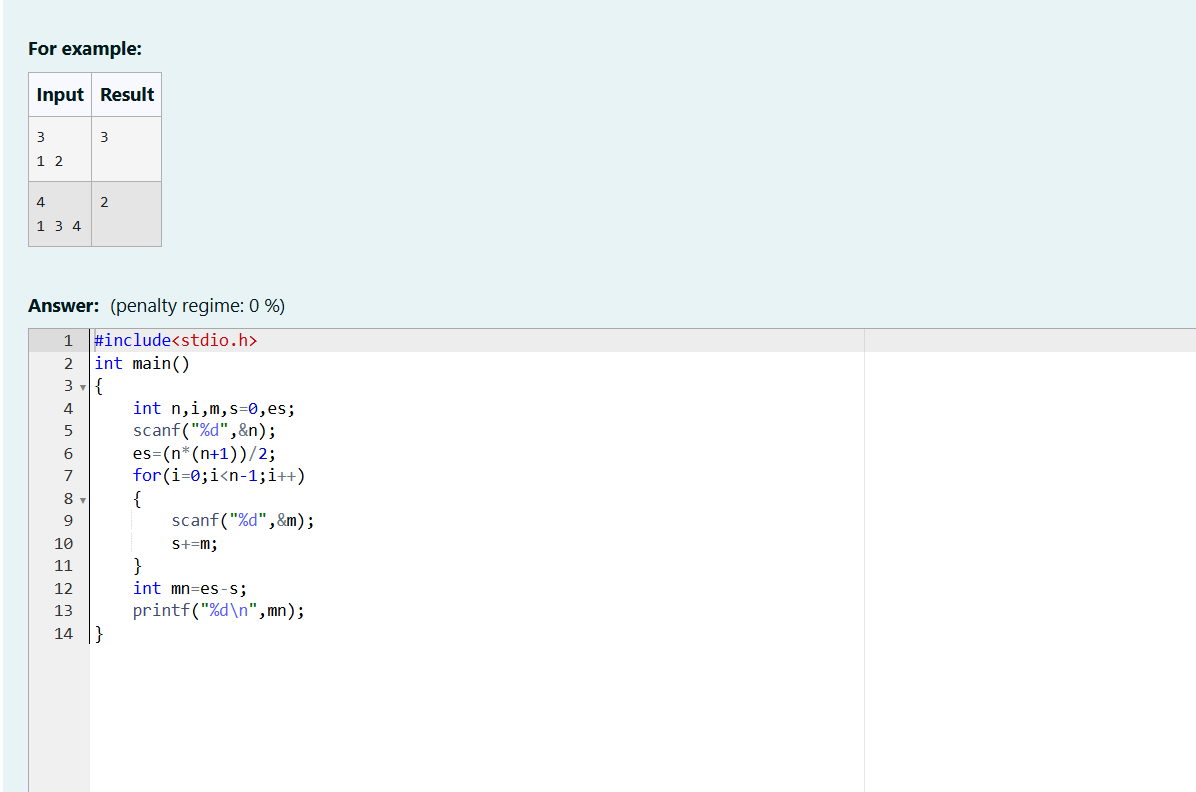 For example:
Input Result
3 3
1 2
4 2
1 3 4
Answer: (penalty regime: 0 %)
1 #include<stdio.h>
2 int main()
3 {
4     int n,i,m,s=0,es;
5     scanf("%d",&n);
6     es=(n*(n+1))/2;
7     for(i=0;i<n-1;i++)
8     {
9         scanf("%d",&m);
10         s+=m;
11     }
12     int mn=es-s;
13     printf("%d\n",mn);
14 }